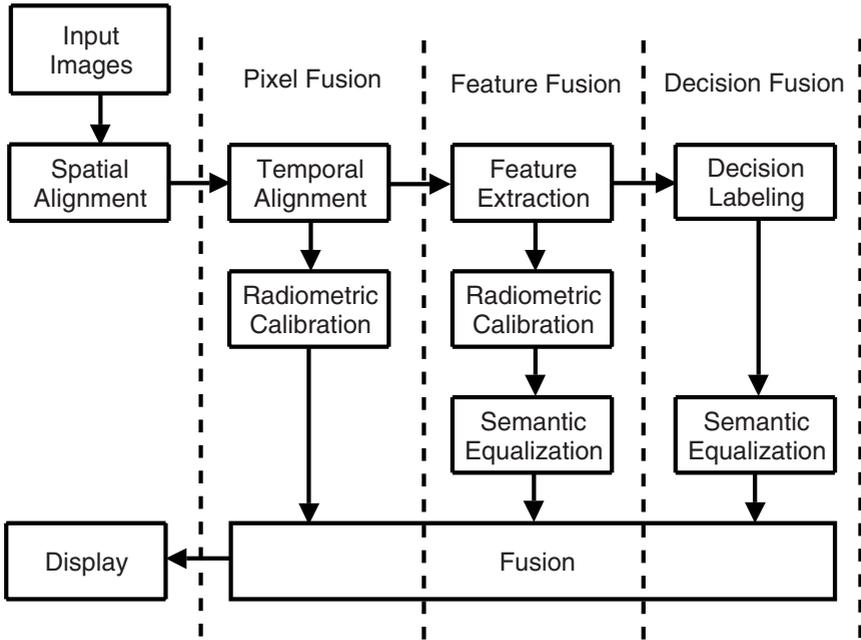 Input
Images
Pixel Fusion
Feature Fusion
Decision Fusion
Spatial
Alignment
Temporal
Alignment
Feature
Extraction
Decision
Labeling
Radiometric
Calibration
Radiometric
Calibration
Semantic
Equalization
Semantic
Equalization
Display
Fusion